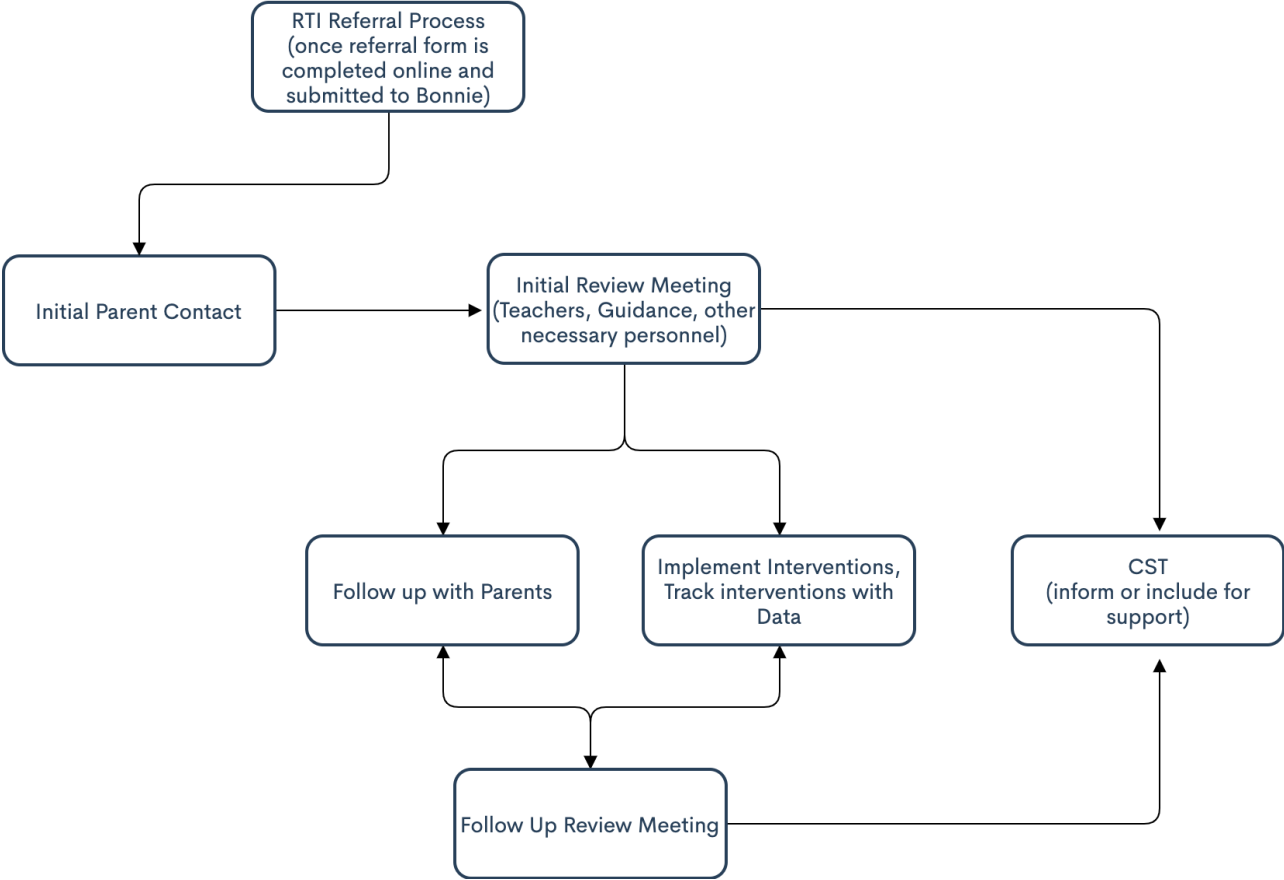 RTI Referral Process
(once referral form is
completed online and
submitted to Bonnie)
Initial Parent Contact
Initial Review Meeting
(Teachers, Guidance, other
necessary personnel)
Follow up with Parents
Implement Interventions,
Track interventions with
Data
CST
(inform or include for
support)
Follow Up Review Meeting